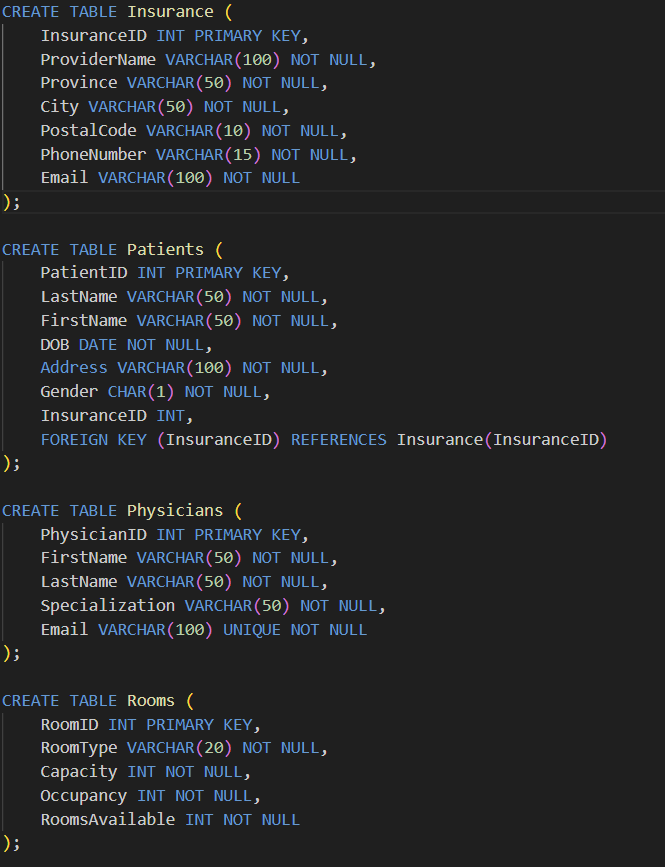 CREATE TABLE Insurance (
    InsuranceID INT PRIMARY KEY,
    ProviderName VARCHAR(100) NOT NULL,
    Province VARCHAR(50) NOT NULL,
    City VARCHAR(50) NOT NULL,
    PostalCode VARCHAR(10) NOT NULL,
    PhoneNumber VARCHAR(15) NOT NULL,
    Email VARCHAR(100) NOT NULL
);

CREATE TABLE Patients (
    PatientID INT PRIMARY KEY,
    LastName VARCHAR(50) NOT NULL,
    FirstName VARCHAR(50) NOT NULL,
    DOB DATE NOT NULL,
    Address VARCHAR(100) NOT NULL,
    Gender CHAR(1) NOT NULL,
    InsuranceID INT,
    FOREIGN KEY (InsuranceID) REFERENCES Insurance(InsuranceID)
);

CREATE TABLE Physicians (
    PhysicianID INT PRIMARY KEY,
    FirstName VARCHAR(50) NOT NULL,
    LastName VARCHAR(50) NOT NULL,
    Specialization VARCHAR(50) NOT NULL,
    Email VARCHAR(100) UNIQUE NOT NULL
);

CREATE TABLE Rooms (
    RoomID INT PRIMARY KEY,
    RoomType VARCHAR(20) NOT NULL,
    Capacity INT NOT NULL,
    Occupancy INT NOT NULL,
    RoomsAvailable INT NOT NULL
);